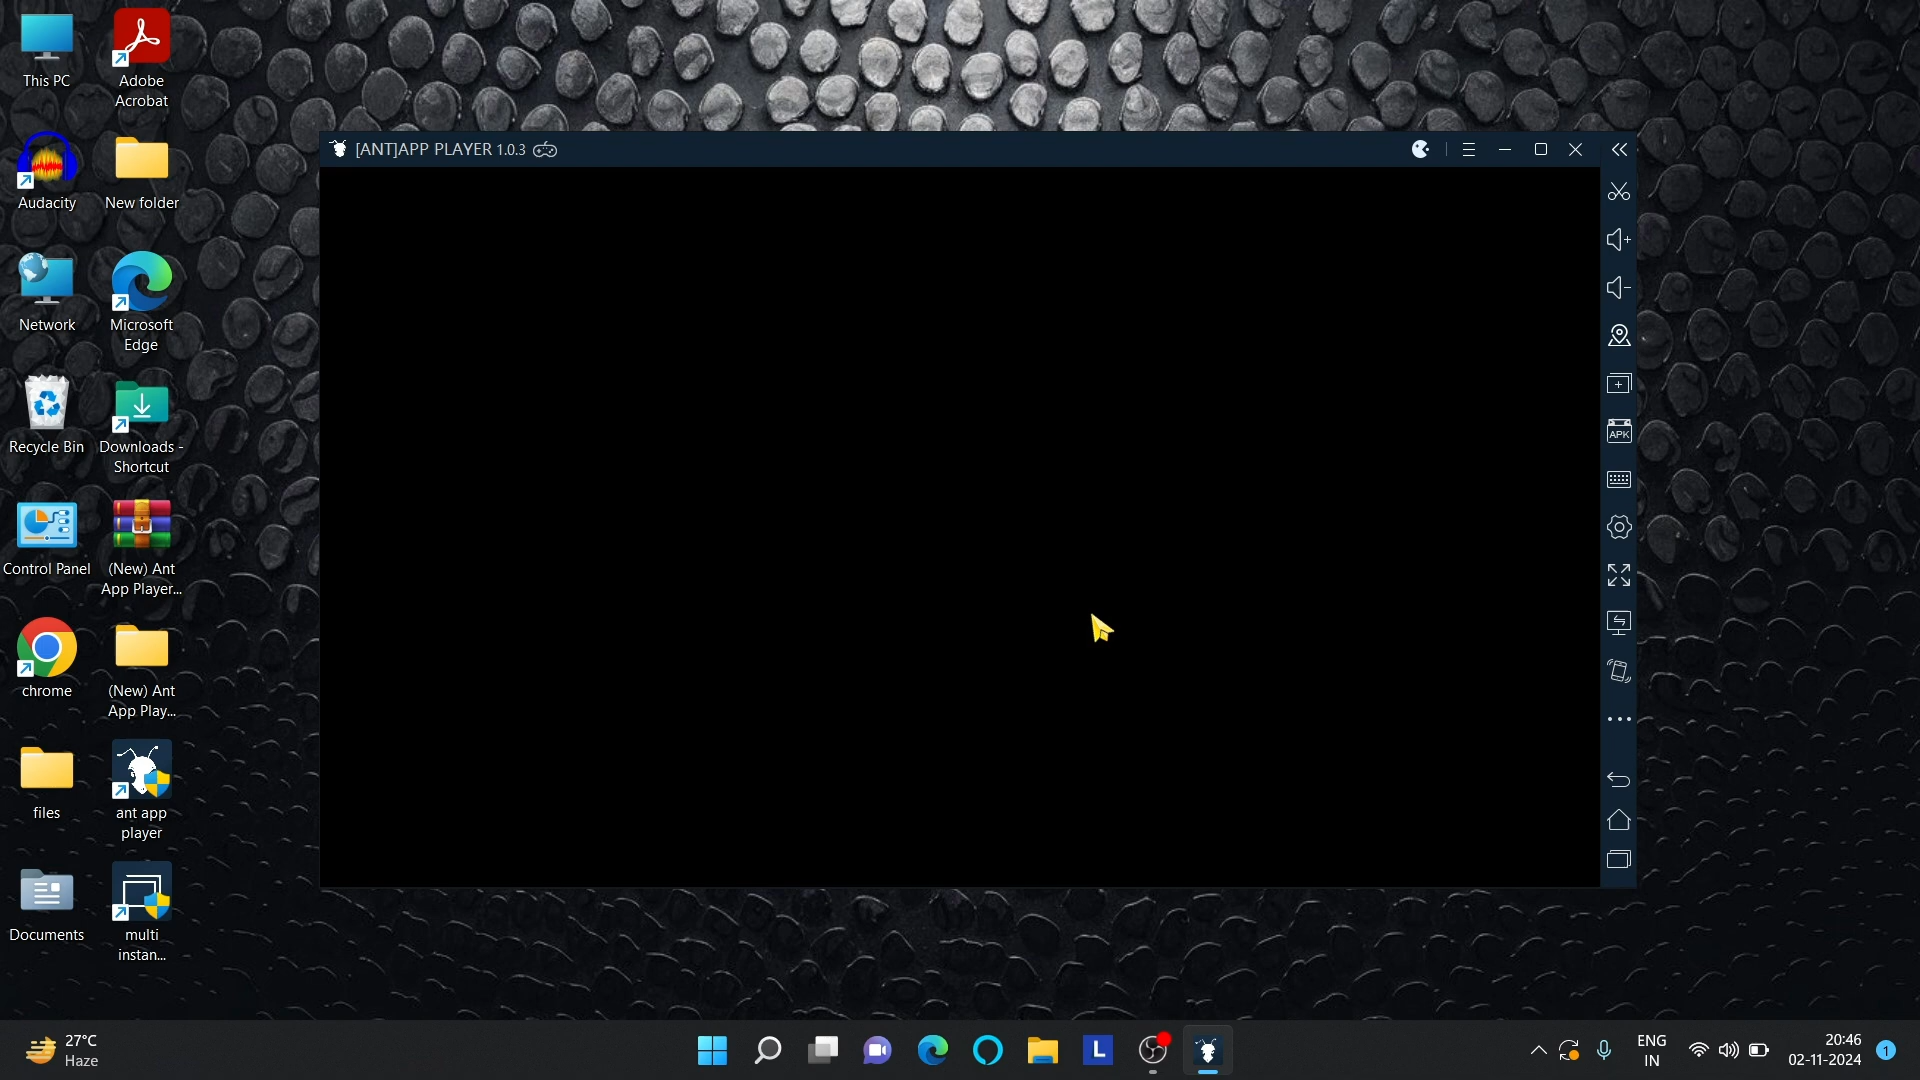 This PC
Adobe
Acrobat
Audacity
New folder
Network
Microsoft
Edge
Recycle Bin
Downloads -
Shortcut
Control Panel
(New) Ant
App Player...
chrome
(New) Ant
App Play...
files
ant app
player
Documents
multi
instan...
[ANT]APP PLAYER 1.0.3
APK
27°C
Haze
L
ENG
IN
20:46
02-11-2024
1